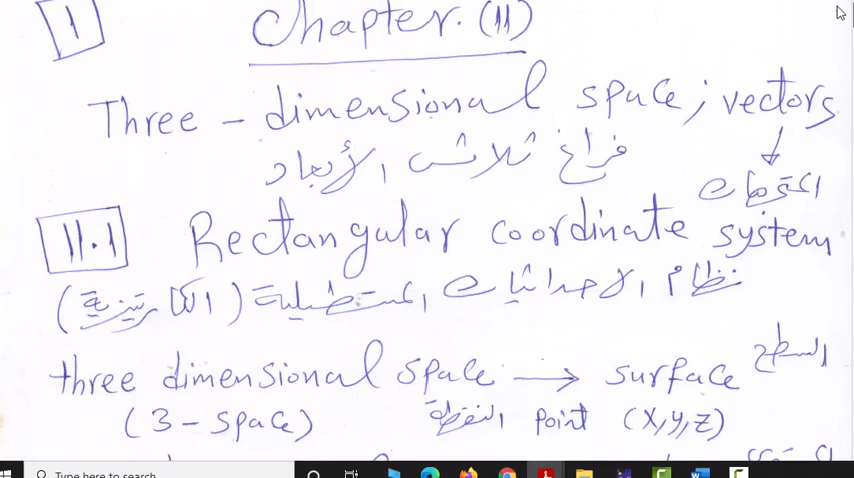 1
Chapter. (11)
Three - dimensional space; vectors
فراغ ثلاثي الأبعاد
المتجهات
11.1 Rectangular coordinate system
نظام الاحداثيات المستطيلة (الكارتيزية)
three dimensional space → surface السطح
(3 - space) النقطة point (x,y,z)
Type here to search